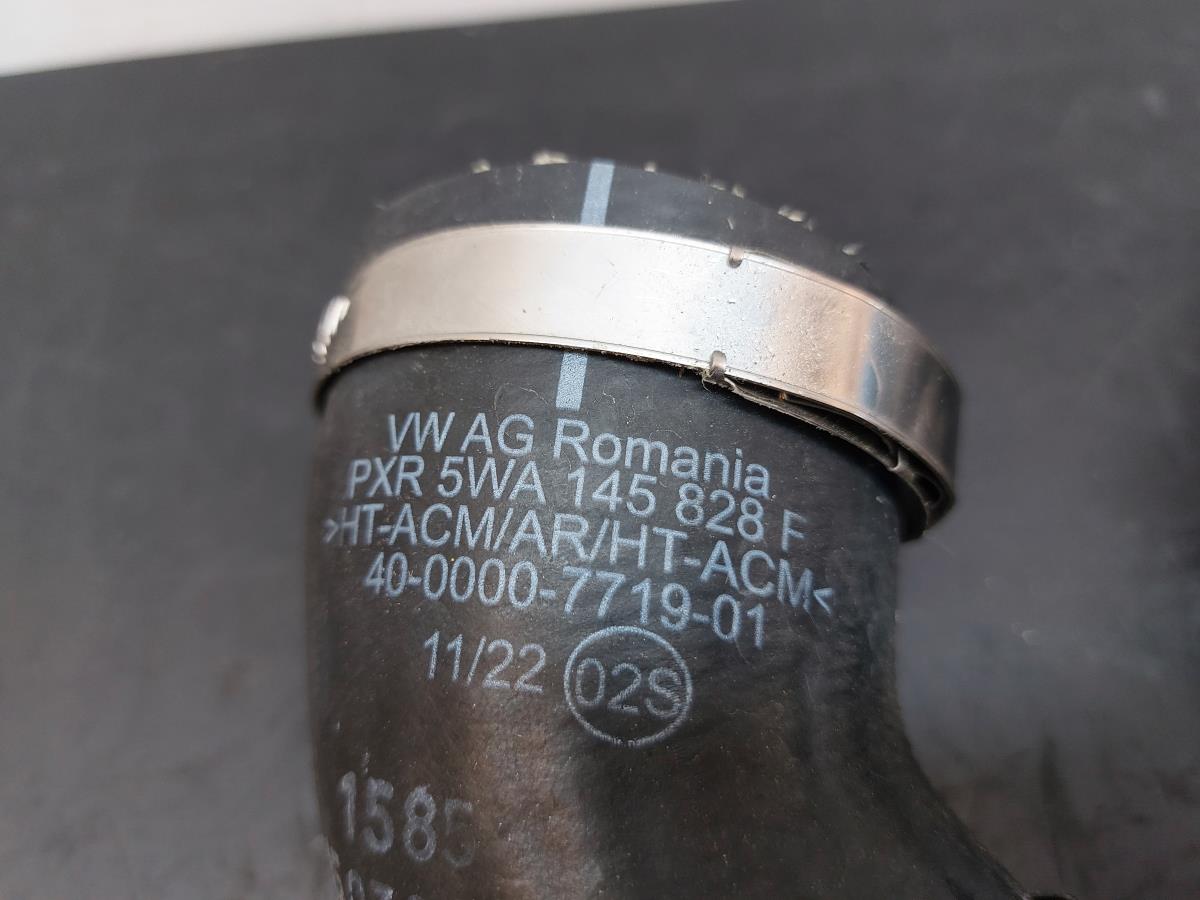 VW AG Romania
PXR 5WA 145 828 F
>HT-ACM/AR/HT-ACM<
40-0000-7719-01
11/22 02S
1585